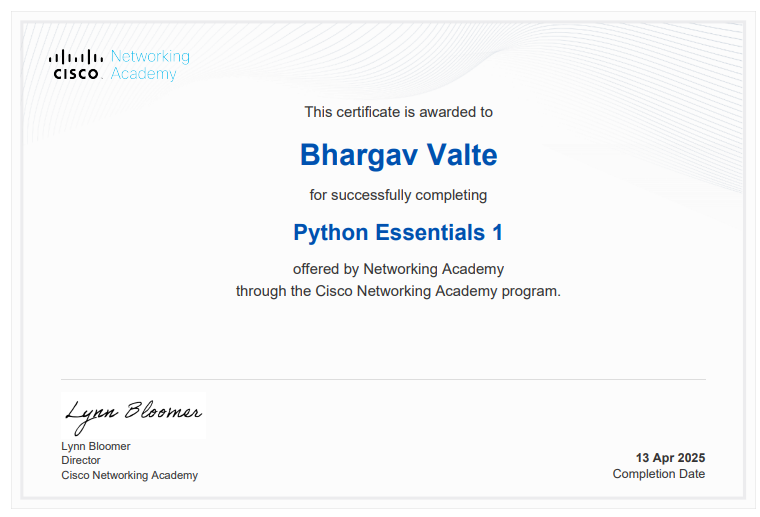 Networking
CISCO. Academy
This certificate is awarded to
Bhargav Valte
for successfully completing
Python Essentials 1
offered by Networking Academy
through the Cisco Networking Academy program.
Lynn Bloomer
Lynn Bloomer
Director
Cisco Networking Academy
13 Apr 2025
Completion Date